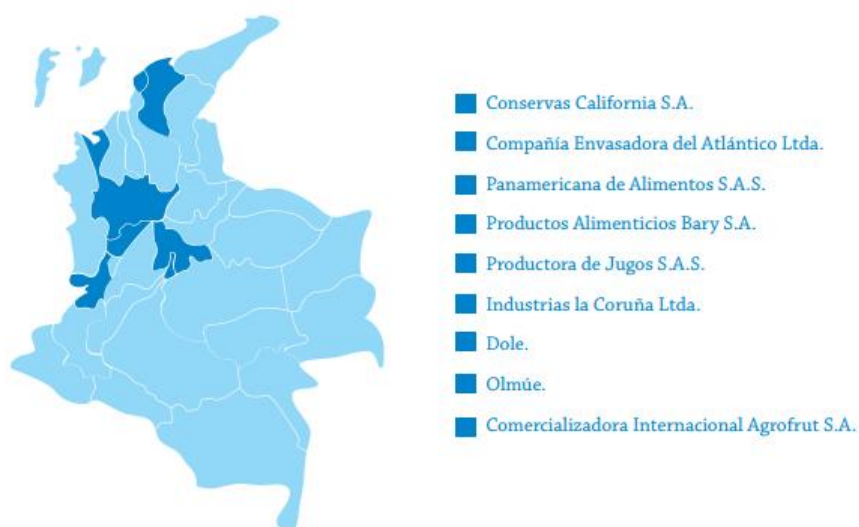 Conservas California S.A.
Compañía Envasadora del Atlántico Ltda.
Panamericana de Alimentos S.A.S.
Productos Alimenticios Bary S.A.
Productora de Jugos S.A.S.
Industrias la Coruña Ltda.
Dole.
Olmúe.
Comercializadora Internacional Agrofrut S.A.